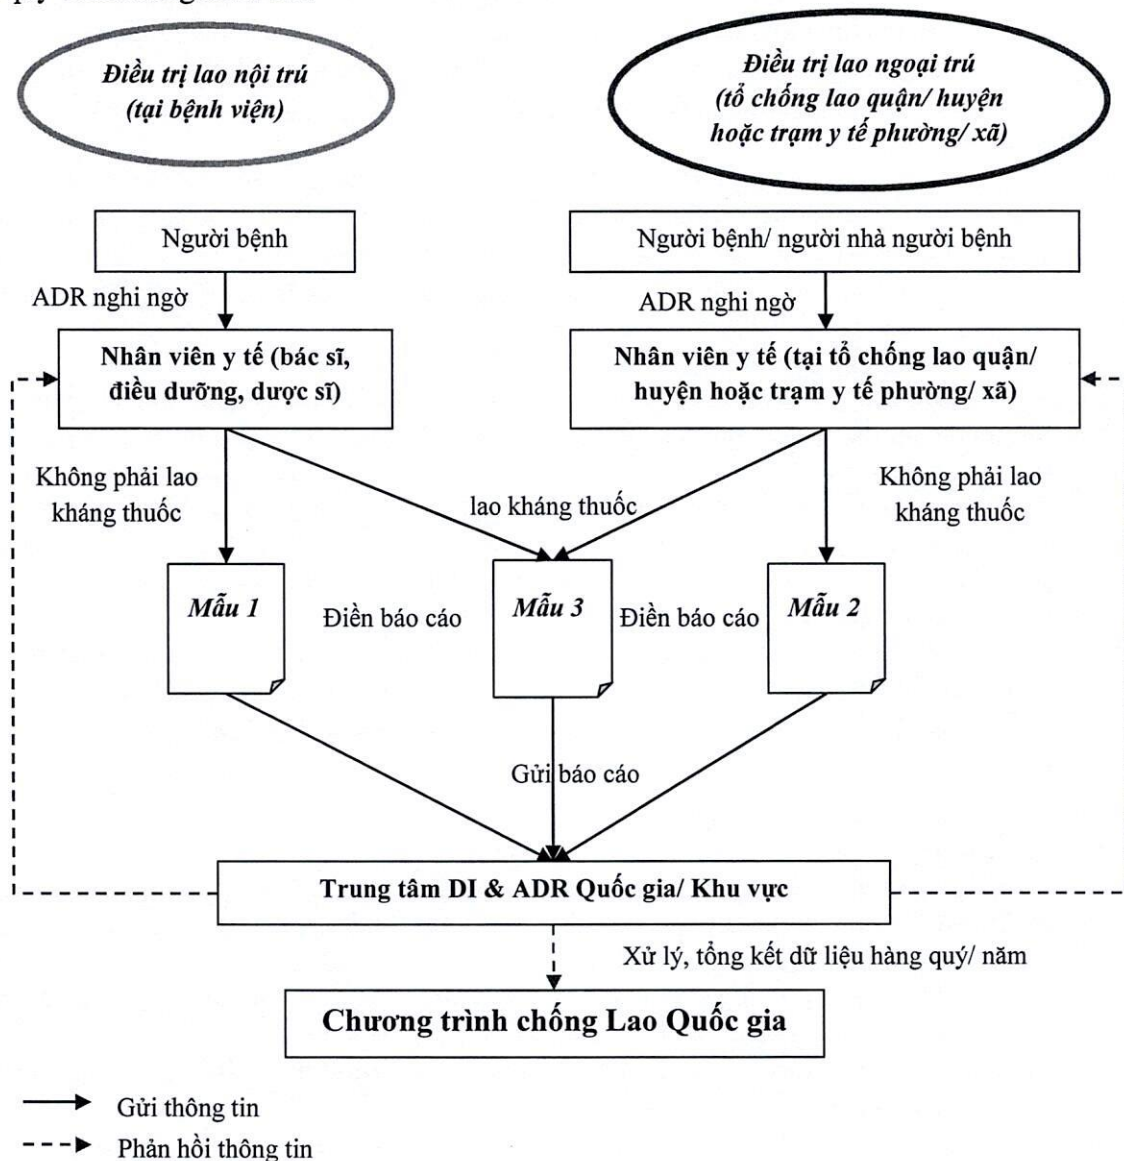 Điều trị lao nội trú
(tại bệnh viện)
Điều trị lao ngoại trú
(tổ chống lao quận/ huyện
hoặc trạm y tế phường/ xã)
Người bệnh
Người bệnh/ người nhà người bệnh
ADR nghi ngờ
ADR nghi ngờ
Nhân viên y tế (bác sĩ,
điều dưỡng, dược sĩ)
Nhân viên y tế (tại tổ chống lao quận/
huyện hoặc trạm y tế phường/ xã)
Không phải lao
kháng thuốc
lao kháng thuốc
Không phải lao
kháng thuốc
Mẫu 1
Điền báo cáo
Mẫu 3
Điền báo cáo
Mẫu 2
Gửi báo cáo
Trung tâm DI & ADR Quốc gia/ Khu vực
Xử lý, tổng kết dữ liệu hàng quý/ năm
Chương trình chống Lao Quốc gia
Gửi thông tin
Phản hồi thông tin